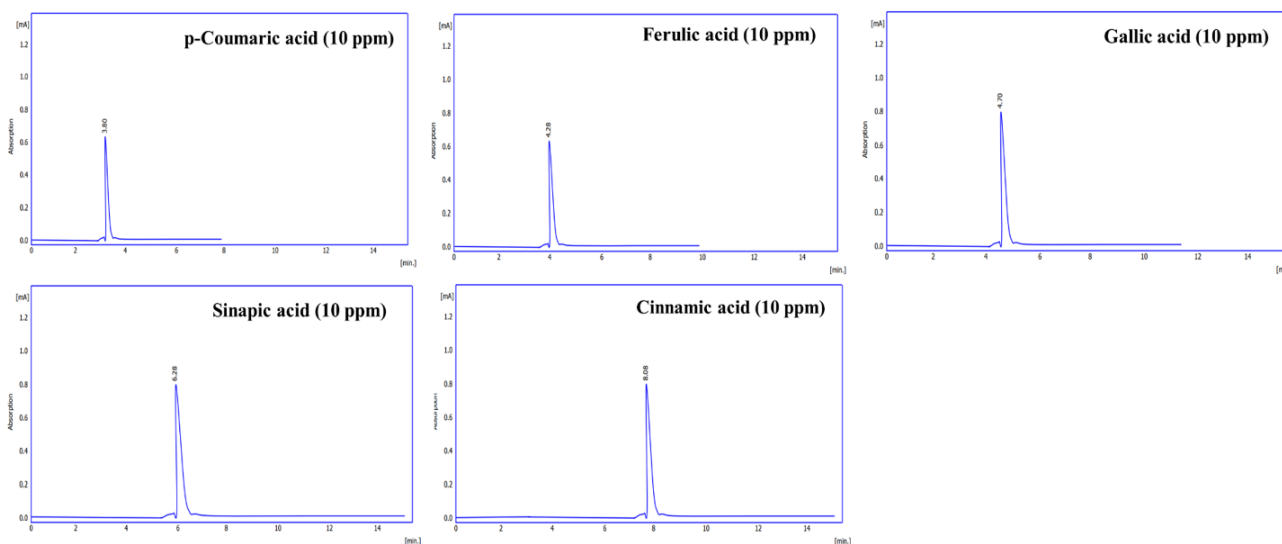 [mA]
p-Coumaric acid (10 ppm)
1.2
1.0
0.8
0.6
0.4
0.2
0.0
Absorption
3.80
0 2 4 6 8 10 12 14
[min.]
[mA]
Ferulic acid (10 ppm)
1.2
1.0
0.8
0.6
0.4
0.2
0.0
Absorption
4.28
0 2 4 6 8 10 12 14
[min.]
[mA]
Gallic acid (10 ppm)
1.2
1.0
0.8
0.6
0.4
0.2
0.0
Absorption
4.70
0 2 4 6 8 10 12 14
[m
[mA]
Sinapic acid (10 ppm)
1.2
1.0
0.8
0.6
0.4
0.2
0.0
Absorption
6.28
0 2 4 6 8 10 12 14
[min.]
[mA]
Cinnamic acid (10 ppm)
1.2
1.0
0.8
0.6
0.4
0.2
0.0
8.08
0 2 4 6 8 10 12 14
[min.]